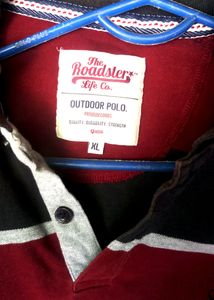 The
Roadster
Life Co.
OUTDOOR POLO.
QUALITY. DURABILITY. STRENGTH
XL